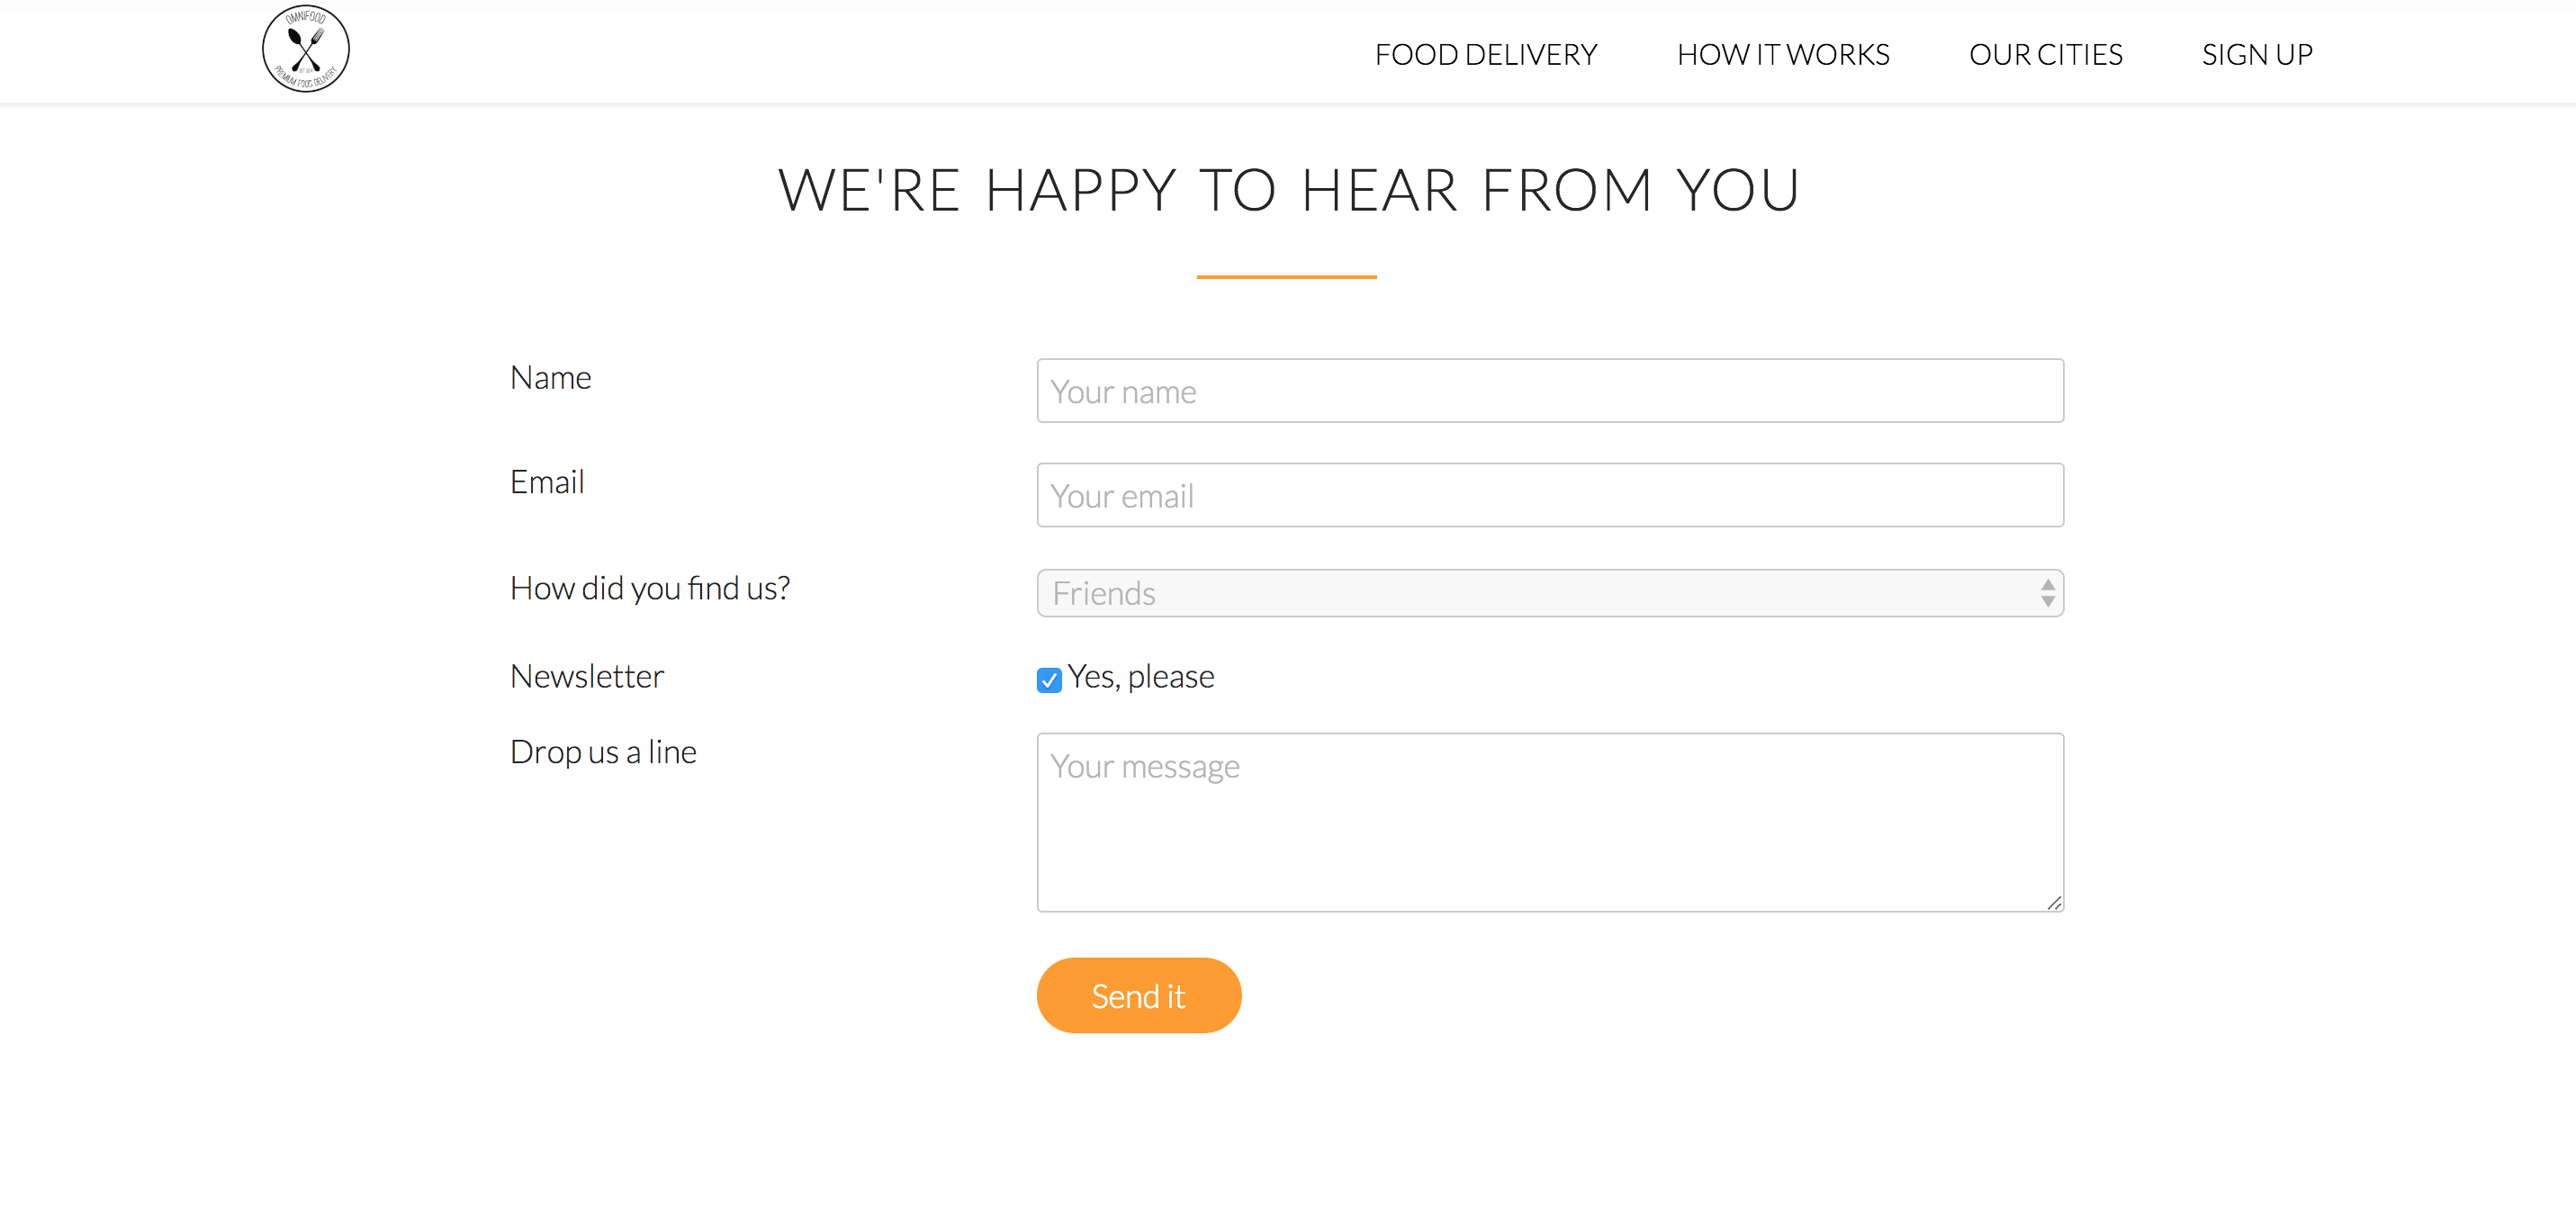 OMNIFOOD
PREMIUM FOOD DELIVERY
FOOD DELIVERY
HOW IT WORKS
OUR CITIES
SIGN UP
WE'RE HAPPY TO HEAR FROM YOU
Name
Your name
Email
Your email
How did you find us?
Friends
Newsletter
Yes, please
Drop us a line
Your message
Send it